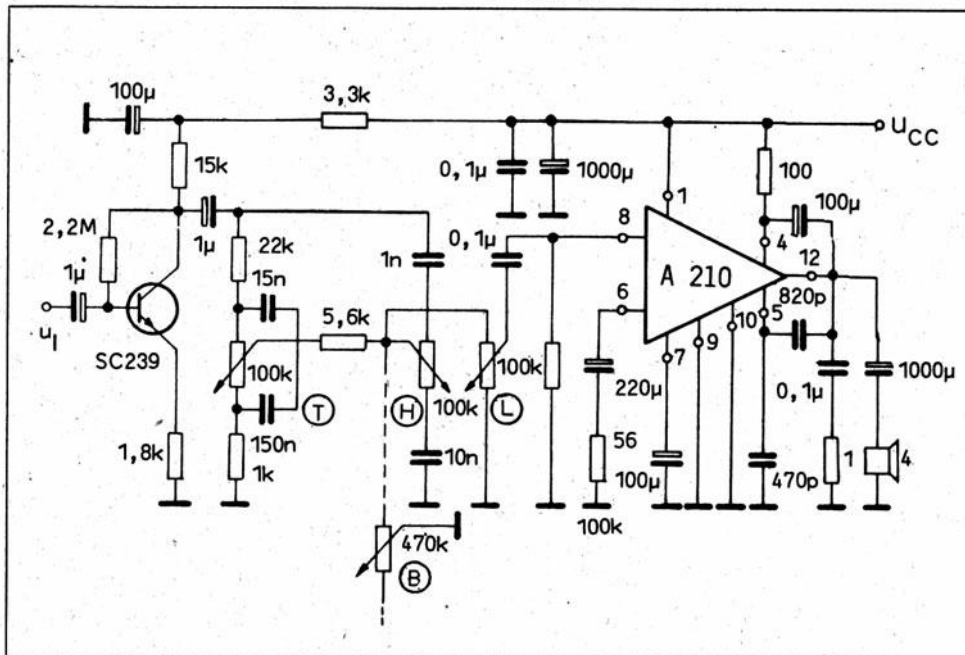 100µ
3,3k
U_CC
15k
0,1µ
1000µ
1
100
100µ
2,2M
1µ
22k
0,1µ
8
4
12
1µ
1n
A 210
15n
6
820p
5
10
u_I
5,6k
7
9
SC239
100k
100k
100k
220µ
0,1µ
1000µ
T
H
L
150n
56
1
4
1,8k
10n
100µ
470p
1k
100k
470k
B